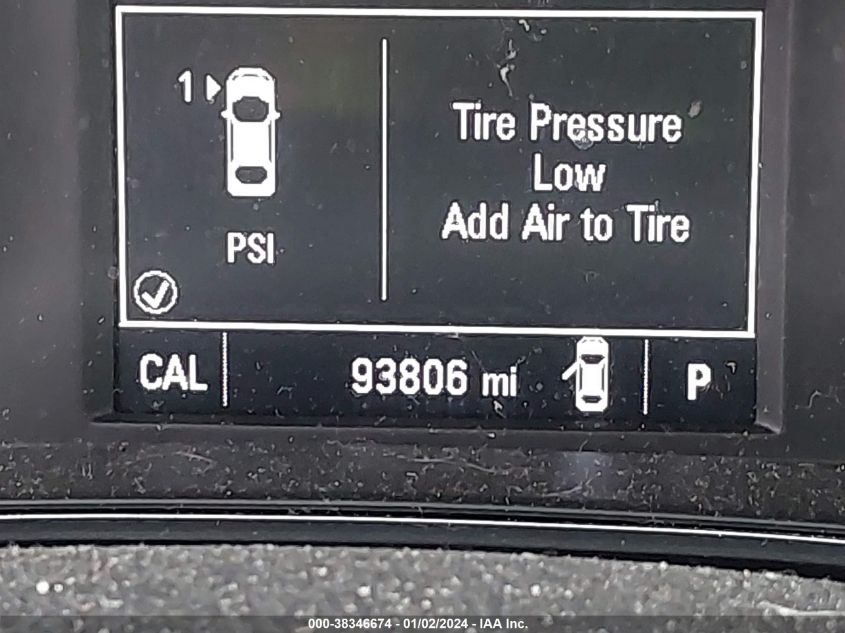 1
PSI
Tire Pressure
Low
Add Air to Tire
CAL
93806 mi
P
000-38346674 - 01/02/2024 - IAA Inc.